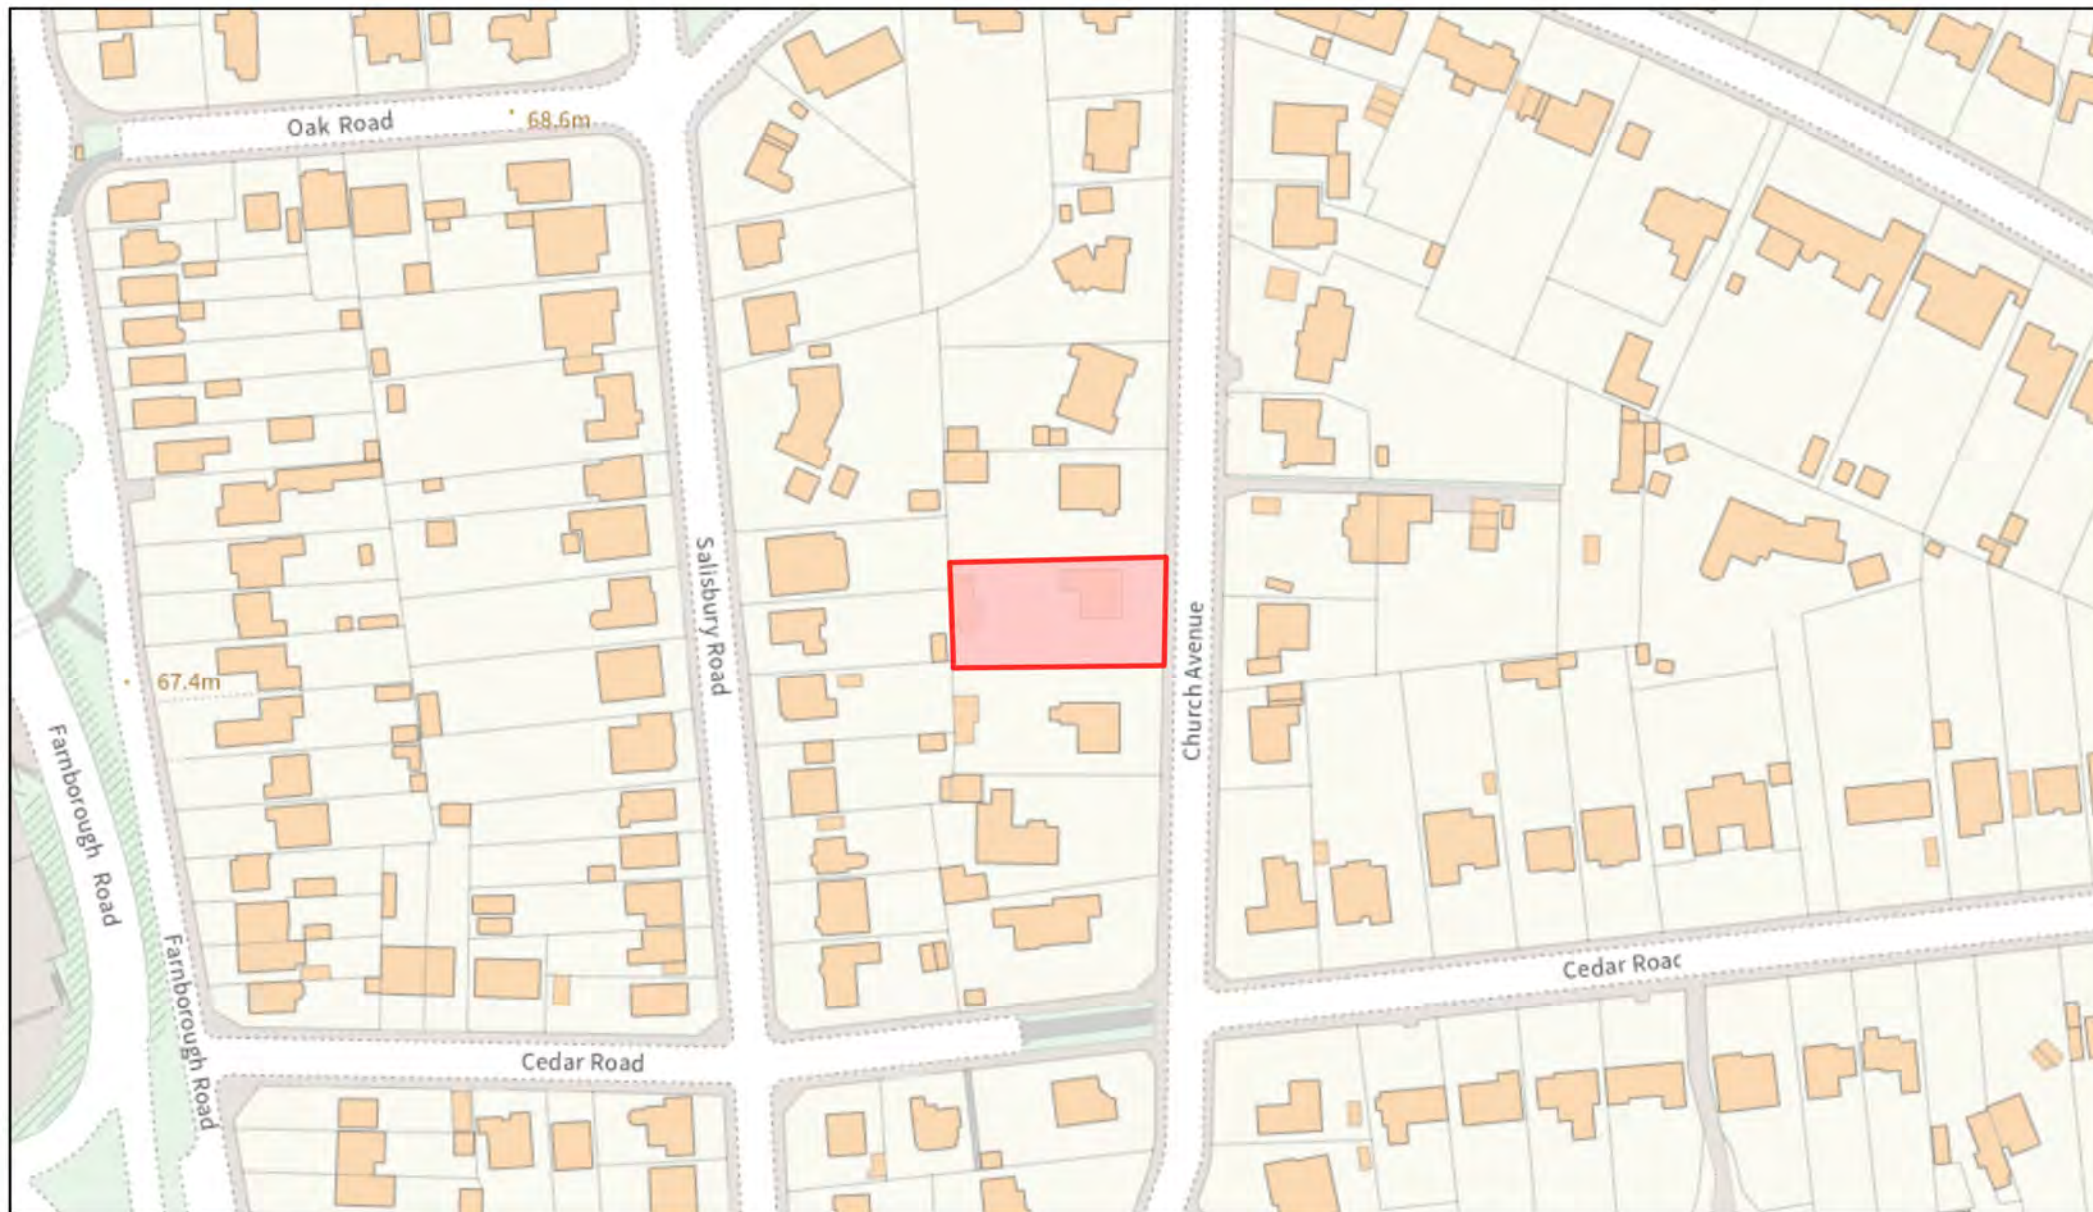 Oak Road
68.6m
Salisbury Road
Church Avenue
67.4m
Farnborough Road
Farnborough Road
Cedar Roac
Cedar Road